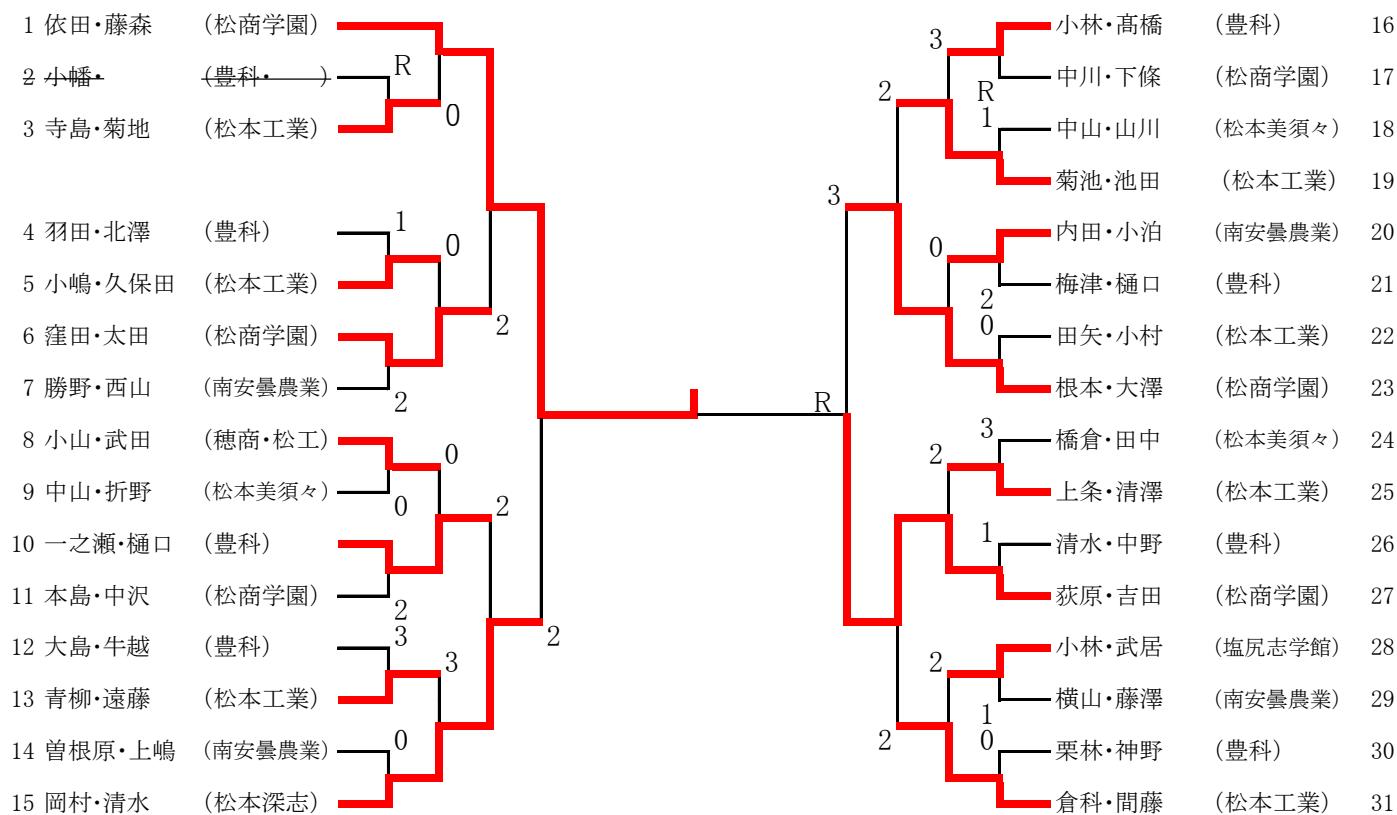 1 依田・藤森 (松商学園)
2 小幡・ (豊科・ )
R
0
3 寺島・菊地 (松本工業)
4 羽田・北澤 (豊科)
1
0
5 小嶋・久保田 (松本工業)
6 窪田・太田 (松商学園)
2
7 勝野・西山 (南安曇農業)
2
8 小山・武田 (穂商・松工)
0
9 中山・折野 (松本美須々)
0
2
10 一之瀬・樋口 (豊科)
11 本島・中沢 (松商学園)
2
12 大島・牛越 (豊科)
3
3
2
13 青柳・遠藤 (松本工業)
14 曽根原・上嶋 (南安曇農業)
0
15 岡村・清水 (松本深志)
R
小林・髙橋 (豊科) 16
3
中川・下條 (松商学園) 17
R
2
1
中山・山川 (松本美須々) 18
菊池・池田 (松本工業) 19
3
内田・小泊 (南安曇農業) 20
0
梅津・樋口 (豊科) 21
2
0
田矢・小村 (松本工業) 22
根本・大澤 (松商学園) 23
3
橋倉・田中 (松本美須々) 24
2
上条・清澤 (松本工業) 25
1
清水・中野 (豊科) 26
荻原・吉田 (松商学園) 27
小林・武居 (塩尻志学館) 28
2
横山・藤澤 (南安曇農業) 29
1
2
0
栗林・神野 (豊科) 30
倉科・間藤 (松本工業) 31